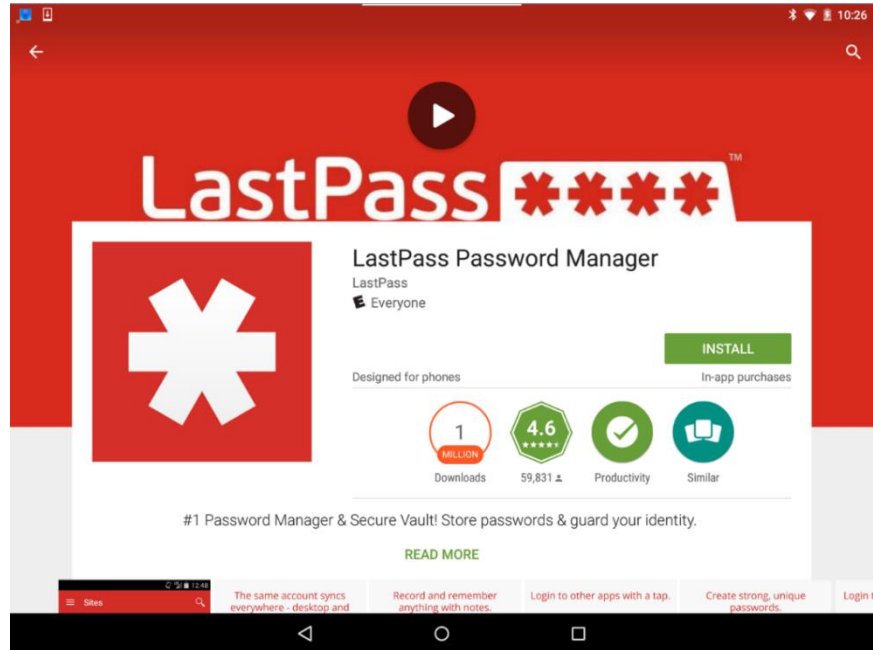 10:26
LastPass ****
TM
LastPass Password Manager
LastPass
E Everyone
INSTALL
Designed for phones
In-app purchases
1
MILLION
Downloads
4.6
59,831
Productivity
Similar
#1 Password Manager & Secure Vault! Store passwords & guard your identity.
READ MORE
12:48
Sites
The same account syncs
everywhere - desktop and
Record and remember
anything with notes.
Login to other apps with a tap.
Create strong, unique
passwords.
Login